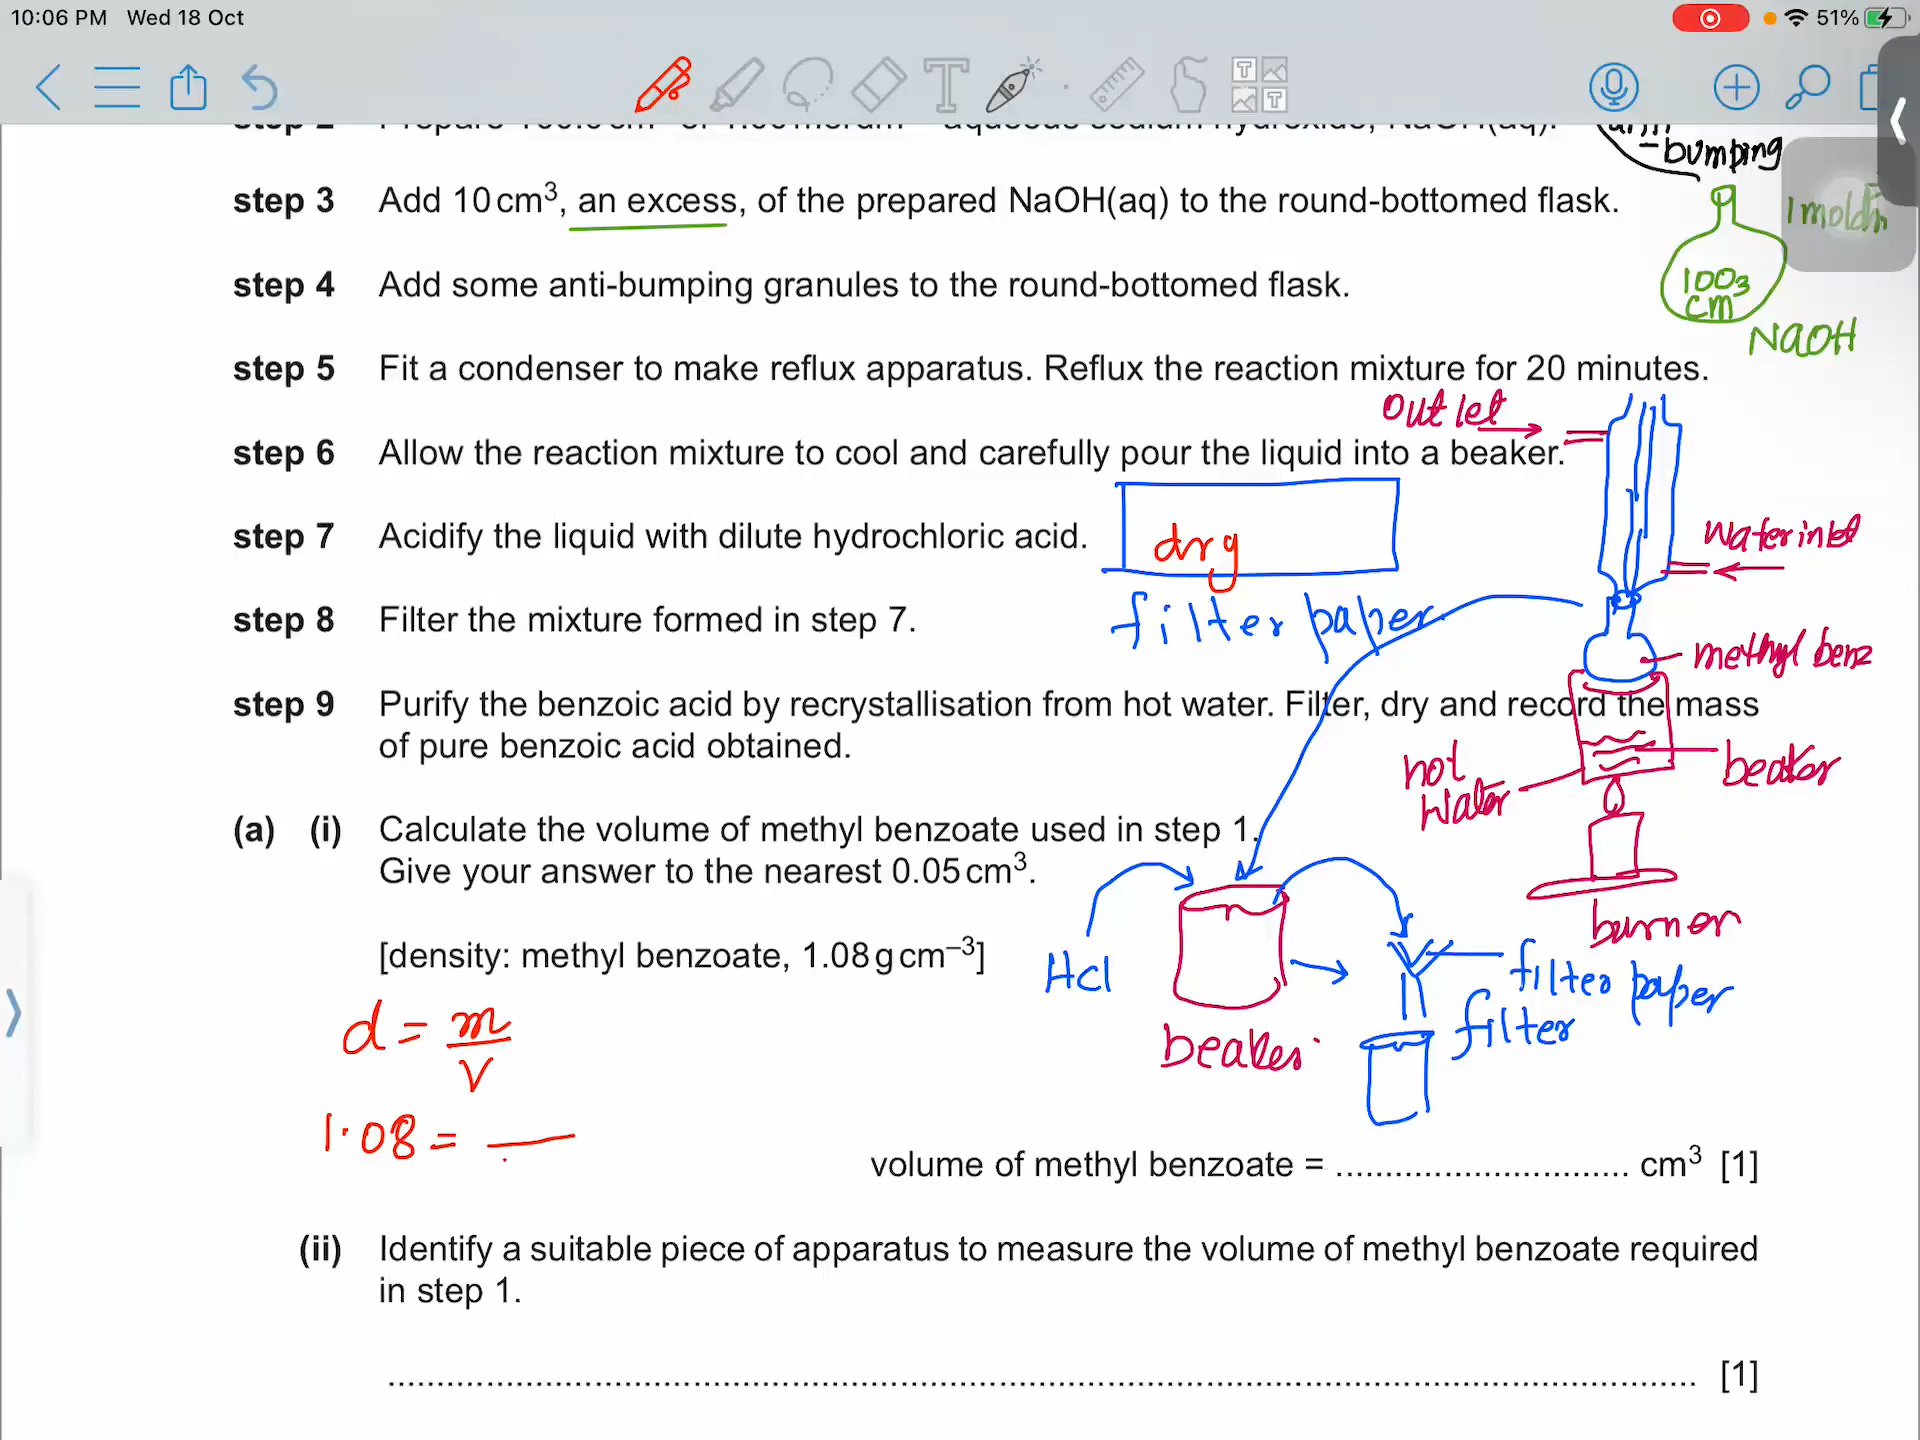 10:06 PM Wed 18 Oct
51%
step 3 Add 10 cm³, an excess, of the prepared NaOH(aq) to the round-bottomed flask.
-bumping
100 cm³
NaOH
step 4 Add some anti-bumping granules to the round-bottomed flask.
step 5 Fit a condenser to make reflux apparatus. Reflux the reaction mixture for 20 minutes.
Outlet
step 6 Allow the reaction mixture to cool and carefully pour the liquid into a beaker.
step 7 Acidify the liquid with dilute hydrochloric acid.
dry
Water inlet
filter paper
step 8 Filter the mixture formed in step 7.
methyl benz
step 9 Purify the benzoic acid by recrystallisation from hot water. Filter, dry and record the mass
of pure benzoic acid obtained.
hot
Water
beaker
(a) (i) Calculate the volume of methyl benzoate used in step 1.
Give your answer to the nearest 0.05 cm³.
burner
[density: methyl benzoate, 1.08 g cm⁻³]
HCl
filter paper
filter
beaker
d = m/v
1.08 =
volume of methyl benzoate = .............................. cm³ [1]
(ii) Identify a suitable piece of apparatus to measure the volume of methyl benzoate required
in step 1.
.............................................................................................................................. [1]